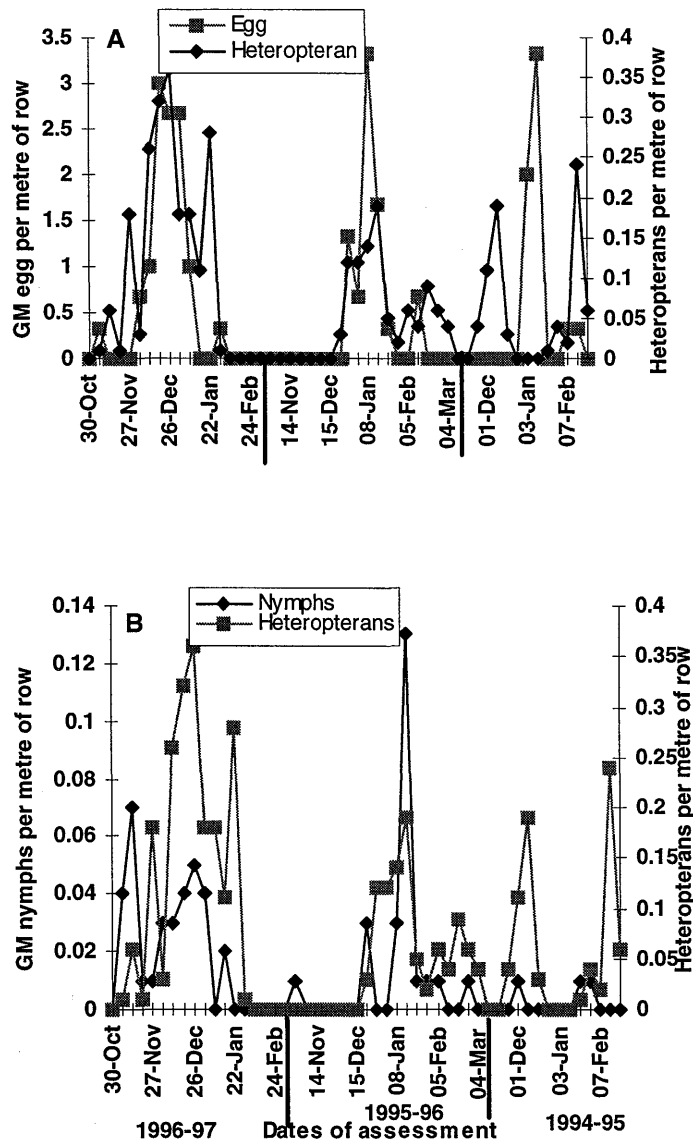 A
Egg
Heteropteran
3.5
3
2.5
2
1.5
1
0.5
0
GM egg per metre of row
0.4
0.35
0.3
0.25
0.2
0.15
0.1
0.05
0
Heteropterans per metre of row
30-Oct
27-Nov
26-Dec
22-Jan
24-Feb
14-Nov
15-Dec
08-Jan
05-Feb
04-Mar
01-Dec
03-Jan
07-Feb
B
Nymphs
Heteropterans
0.14
0.12
0.1
0.08
0.06
0.04
0.02
0
GM nymphs per metre of row
0.4
0.35
0.3
0.25
0.2
0.15
0.1
0.05
0
Heteropterans per metre of row
30-Oct
27-Nov
26-Dec
22-Jan
24-Feb
14-Nov
15-Dec
08-Jan
05-Feb
04-Mar
01-Dec
03-Jan
07-Feb
1996-97
1995-96
1994-95
Dates of assessment